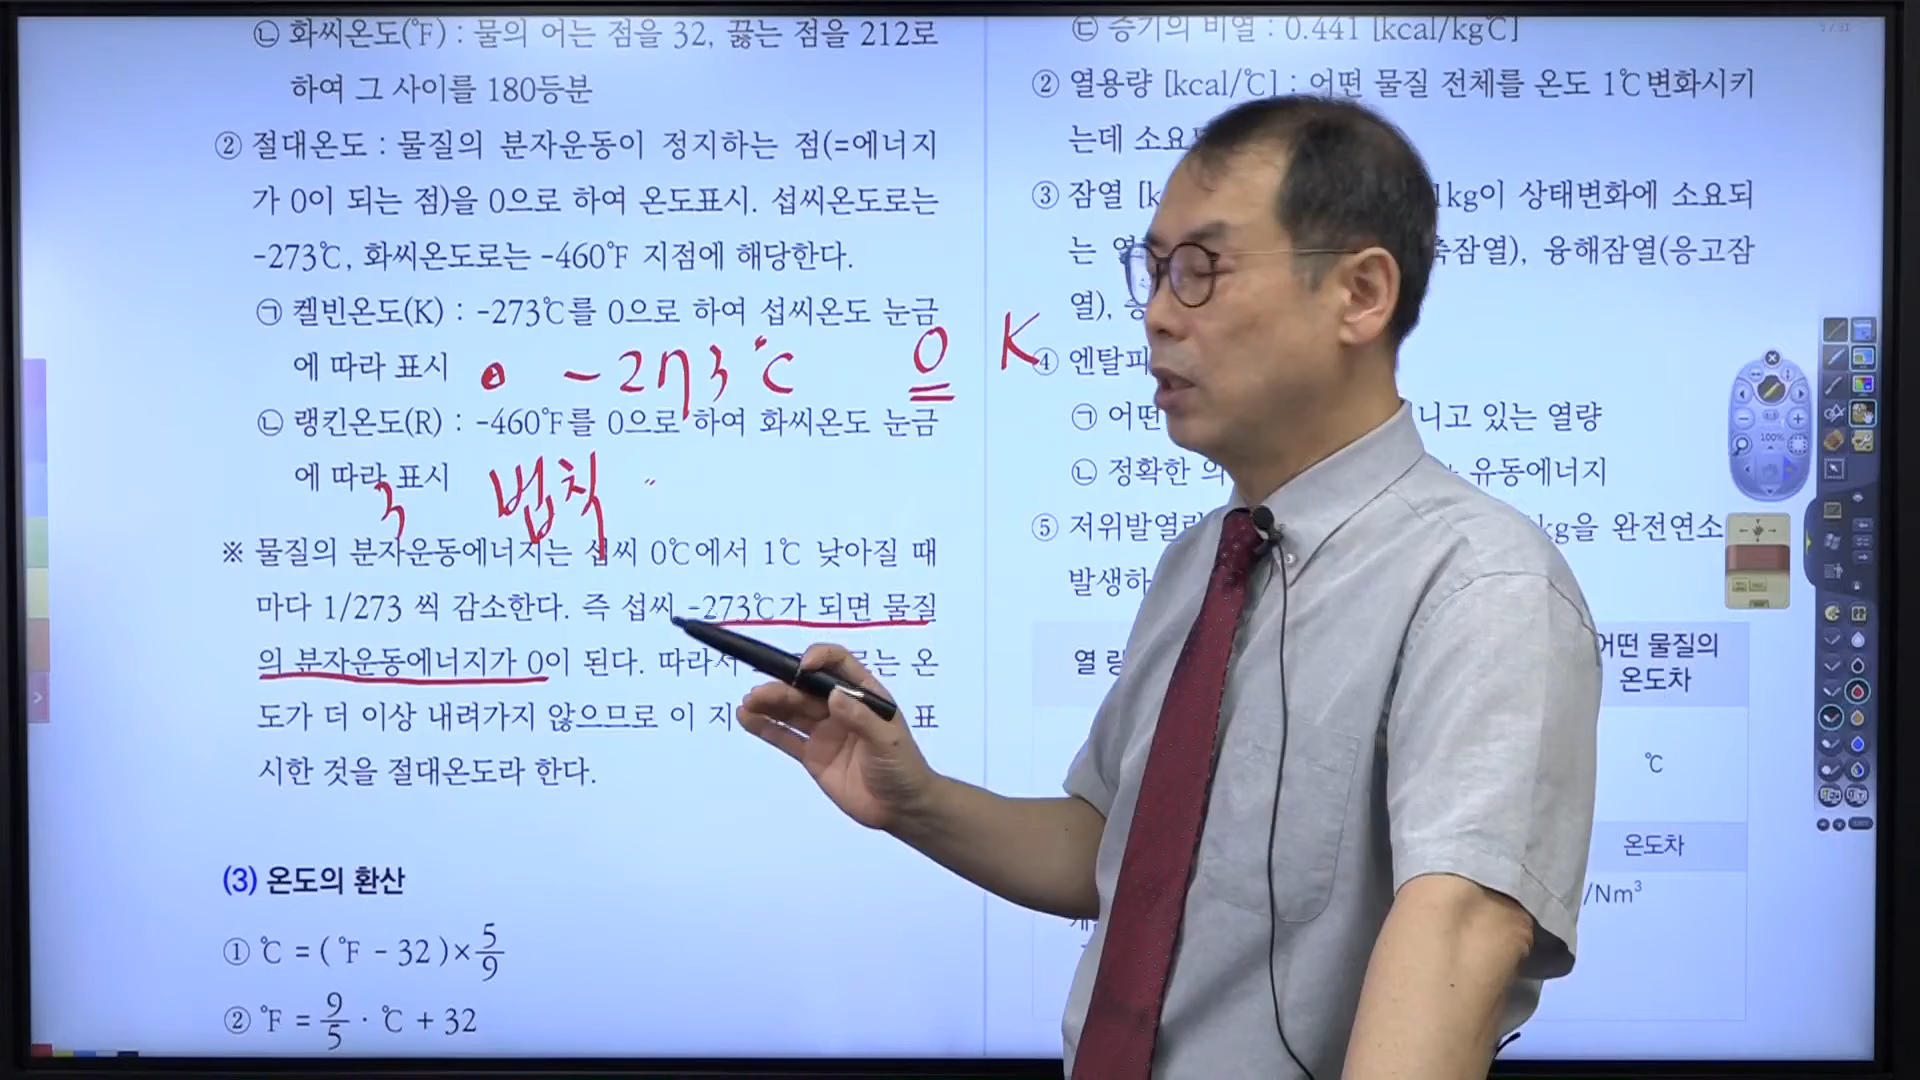 ㉡ 화씨온도(℉) : 물의 어는 점을 32, 끓는 점을 212로
하여 그 사이를 180등분
② 절대온도 : 물질의 분자운동이 정지하는 점(=에너지
가 0이 되는 점)을 0으로 하여 온도표시. 섭씨온도로는
-273℃, 화씨온도로는 -460℉ 지점에 해당한다.
㉠ 켈빈온도(K) : -273℃를 0으로 하여 섭씨온도 눈금
에 따라 표시
-273℃ 0 K
㉡ 랭킨온도(R) : -460℉를 0으로 하여 화씨온도 눈금
에 따라 표시
3 법칙
※ 물질의 분자운동에너지는 섭씨 0℃에서 1℃ 낮아질 때
마다 1/273 씩 감소한다. 즉 섭씨 -273℃가 되면 물질
의 분자운동에너지가 0이 된다. 따라서 는 온
도가 더 이상 내려가지 않으므로 이 지 표
시한 것을 절대온도라 한다.
(3) 온도의 환산
① ℃ = ( ℉ - 32 )× 5/9
② ℉ = 9/5 · ℃ + 32
㉢ 증기의 비열 : 0.441 [kcal/kg℃]
② 열용량 [kcal/℃] : 어떤 물질 전체를 온도 1℃변화시키
는데
③ 잠열 1kg이 상태변화에 소요되
는 융해잠열(응고잠
열),
④ 엔탈피
㉠ 어떤 니고 있는 열량
㉡ 정확한 의 유동에너지
⑤ 저위발열량 kg을 완전연소
발생하
열 량 어떤 물질의
온도차
℃
온도차
/Nm³
100%